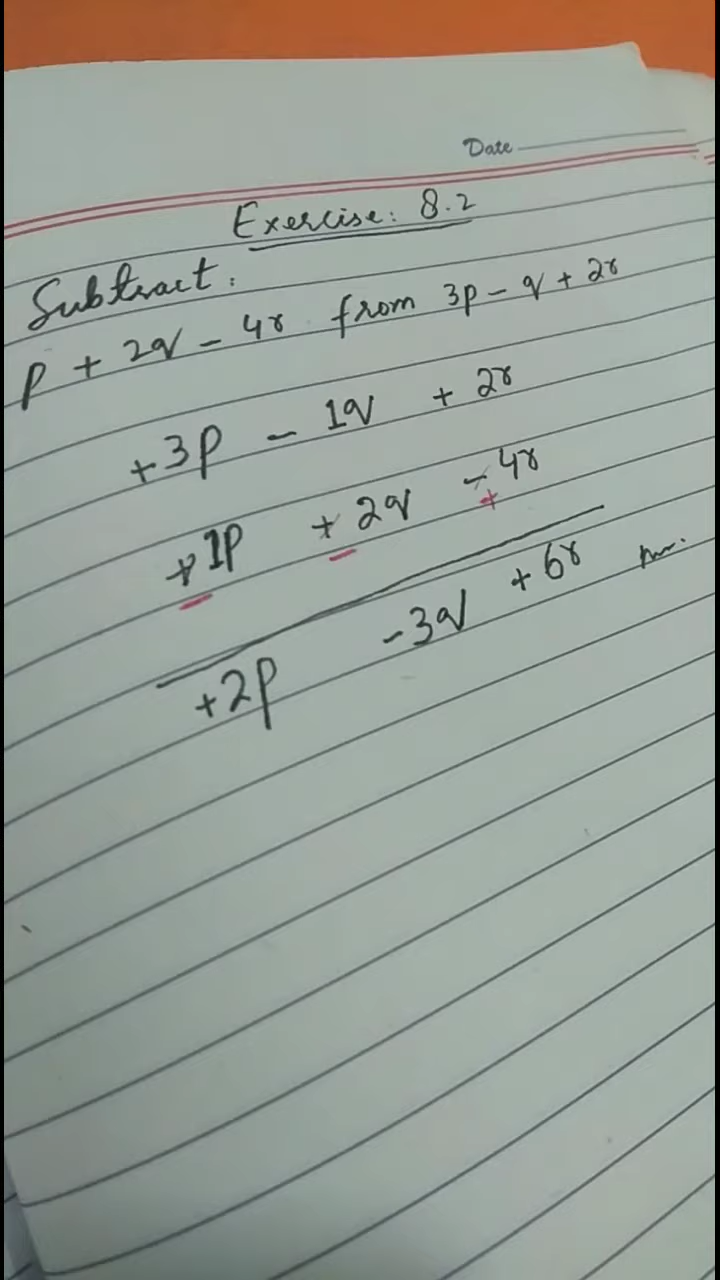 Date
Exercise: 8.2
Subtract:
p + 2q - 4r from 3p - q + 2r
+3p - 1q + 2r
+1p + 2q - 4r
- - +
+2p - 3q + 6r